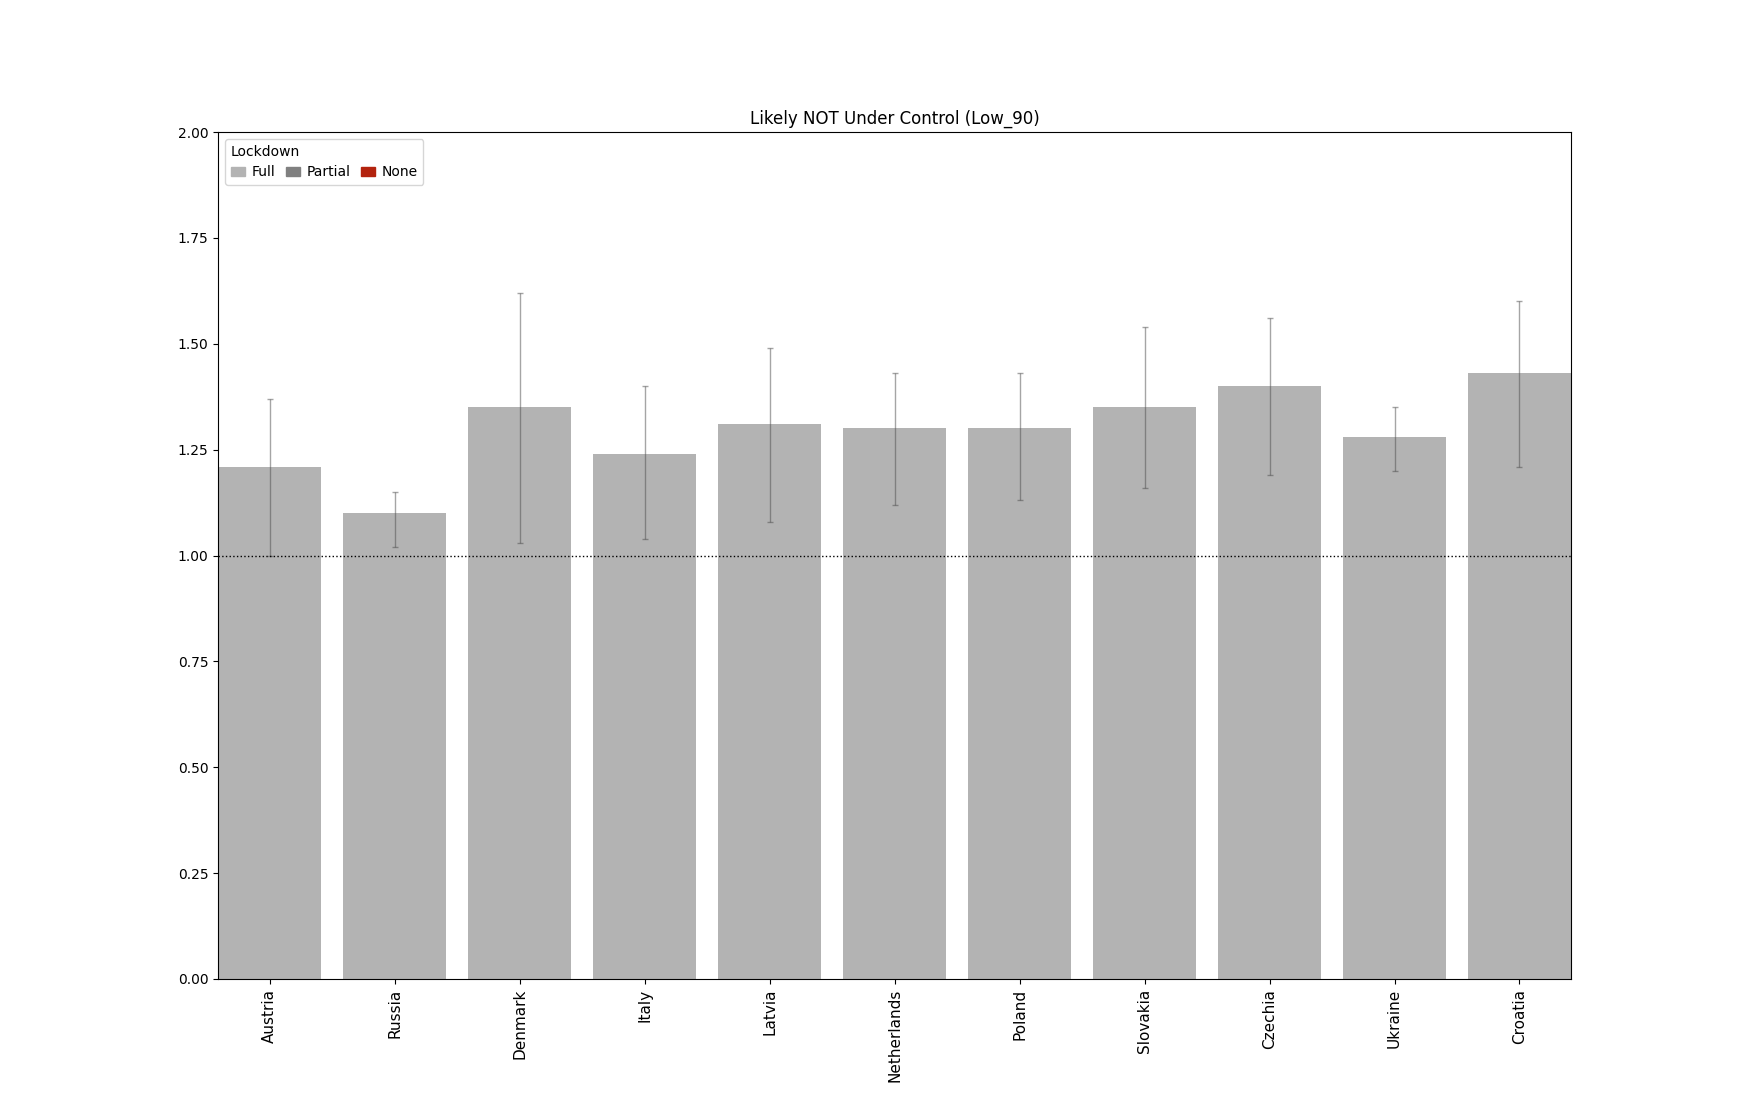 Likely NOT Under Control (Low_90)
Lockdown
Full Partial None
2.00
1.75
1.50
1.25
1.00
0.75
0.50
0.25
0.00
Austria
Russia
Denmark
Italy
Latvia
Netherlands
Poland
Slovakia
Czechia
Ukraine
Croatia